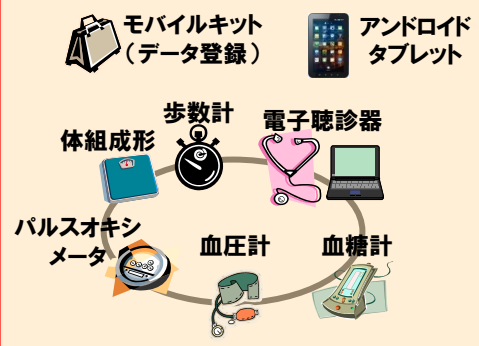 モバイルキット
（データ登録）
アンドロイド
タブレット
歩数計
電子聴診器
体組成形
パルスオキシ
メータ
血圧計
血糖計